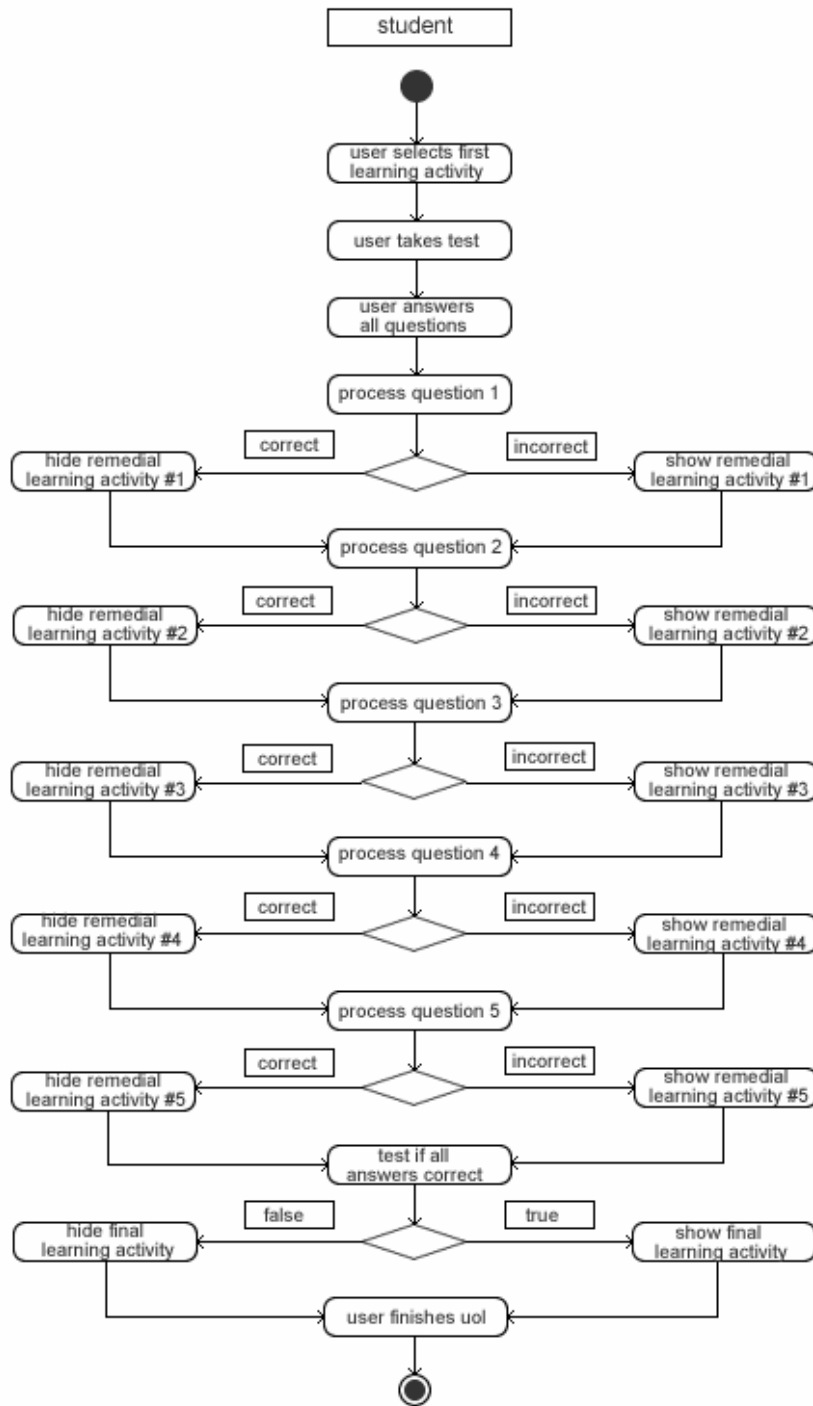 student
user selects first
learning activity
user takes test
user answers
all questions
process question 1
correct
incorrect
hide remedial
learning activity #1
show remedial
learning activity #1
process question 2
correct
incorrect
hide remedial
learning activity #2
show remedial
learning activity #2
process question 3
correct
incorrect
hide remedial
learning activity #3
show remedial
learning activity #3
process question 4
correct
incorrect
hide remedial
learning activity #4
show remedial
learning activity #4
process question 5
correct
incorrect
hide remedial
learning activity #5
show remedial
learning activity #5
test if all
answers correct
false
true
hide final
learning activity
show final
learning activity
user finishes uol